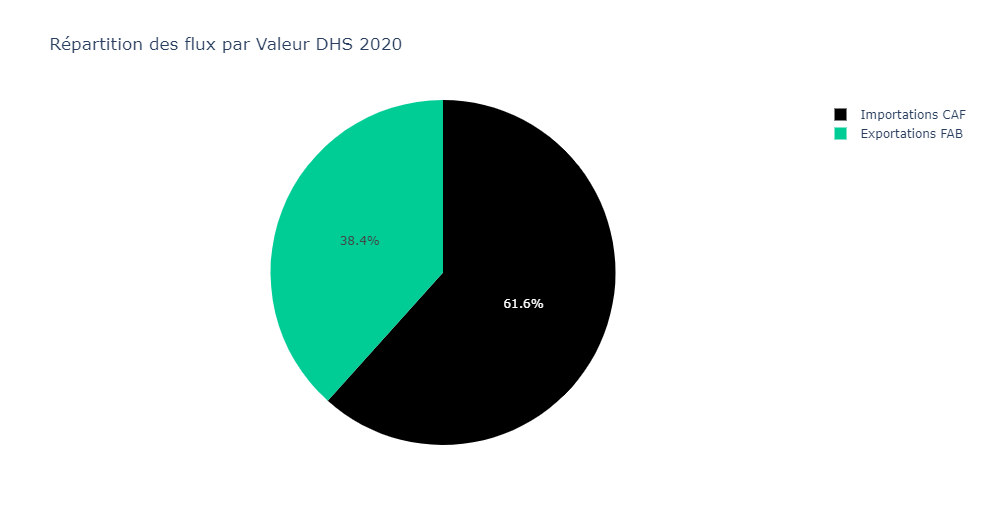 Répartition des flux par Valeur DHS 2020
Importations CAF
Exportations FAB
38.4%
61.6%